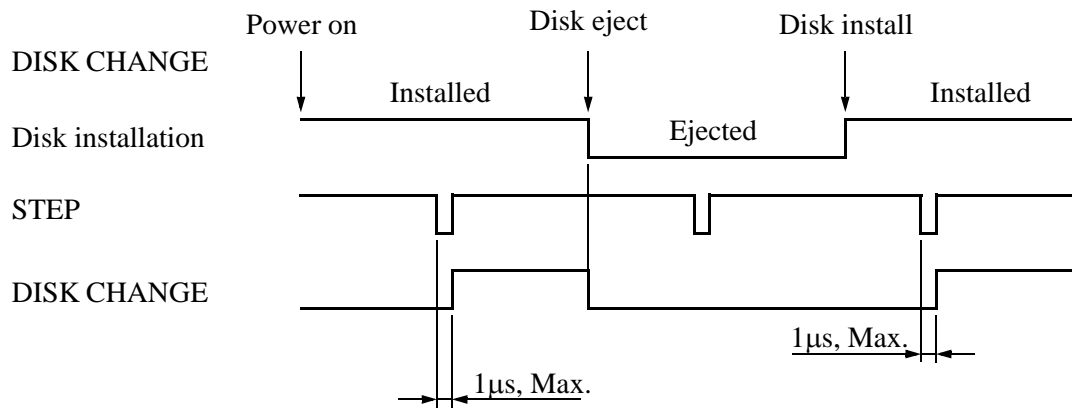 Power on
Disk eject
Disk install
DISK CHANGE
Installed
Installed
Disk installation
Ejected
STEP
DISK CHANGE
1μs, Max.
1μs, Max.